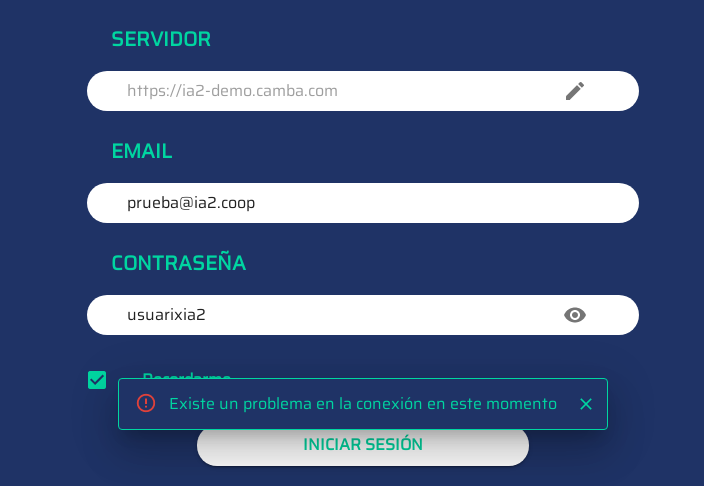 SERVIDOR
https://ia2-demo.camba.com
EMAIL
prueba@ia2.coop
CONTRASEÑA
usuarixia2
Existe un problema en la conexión en este momento
INICIAR SESIÓN